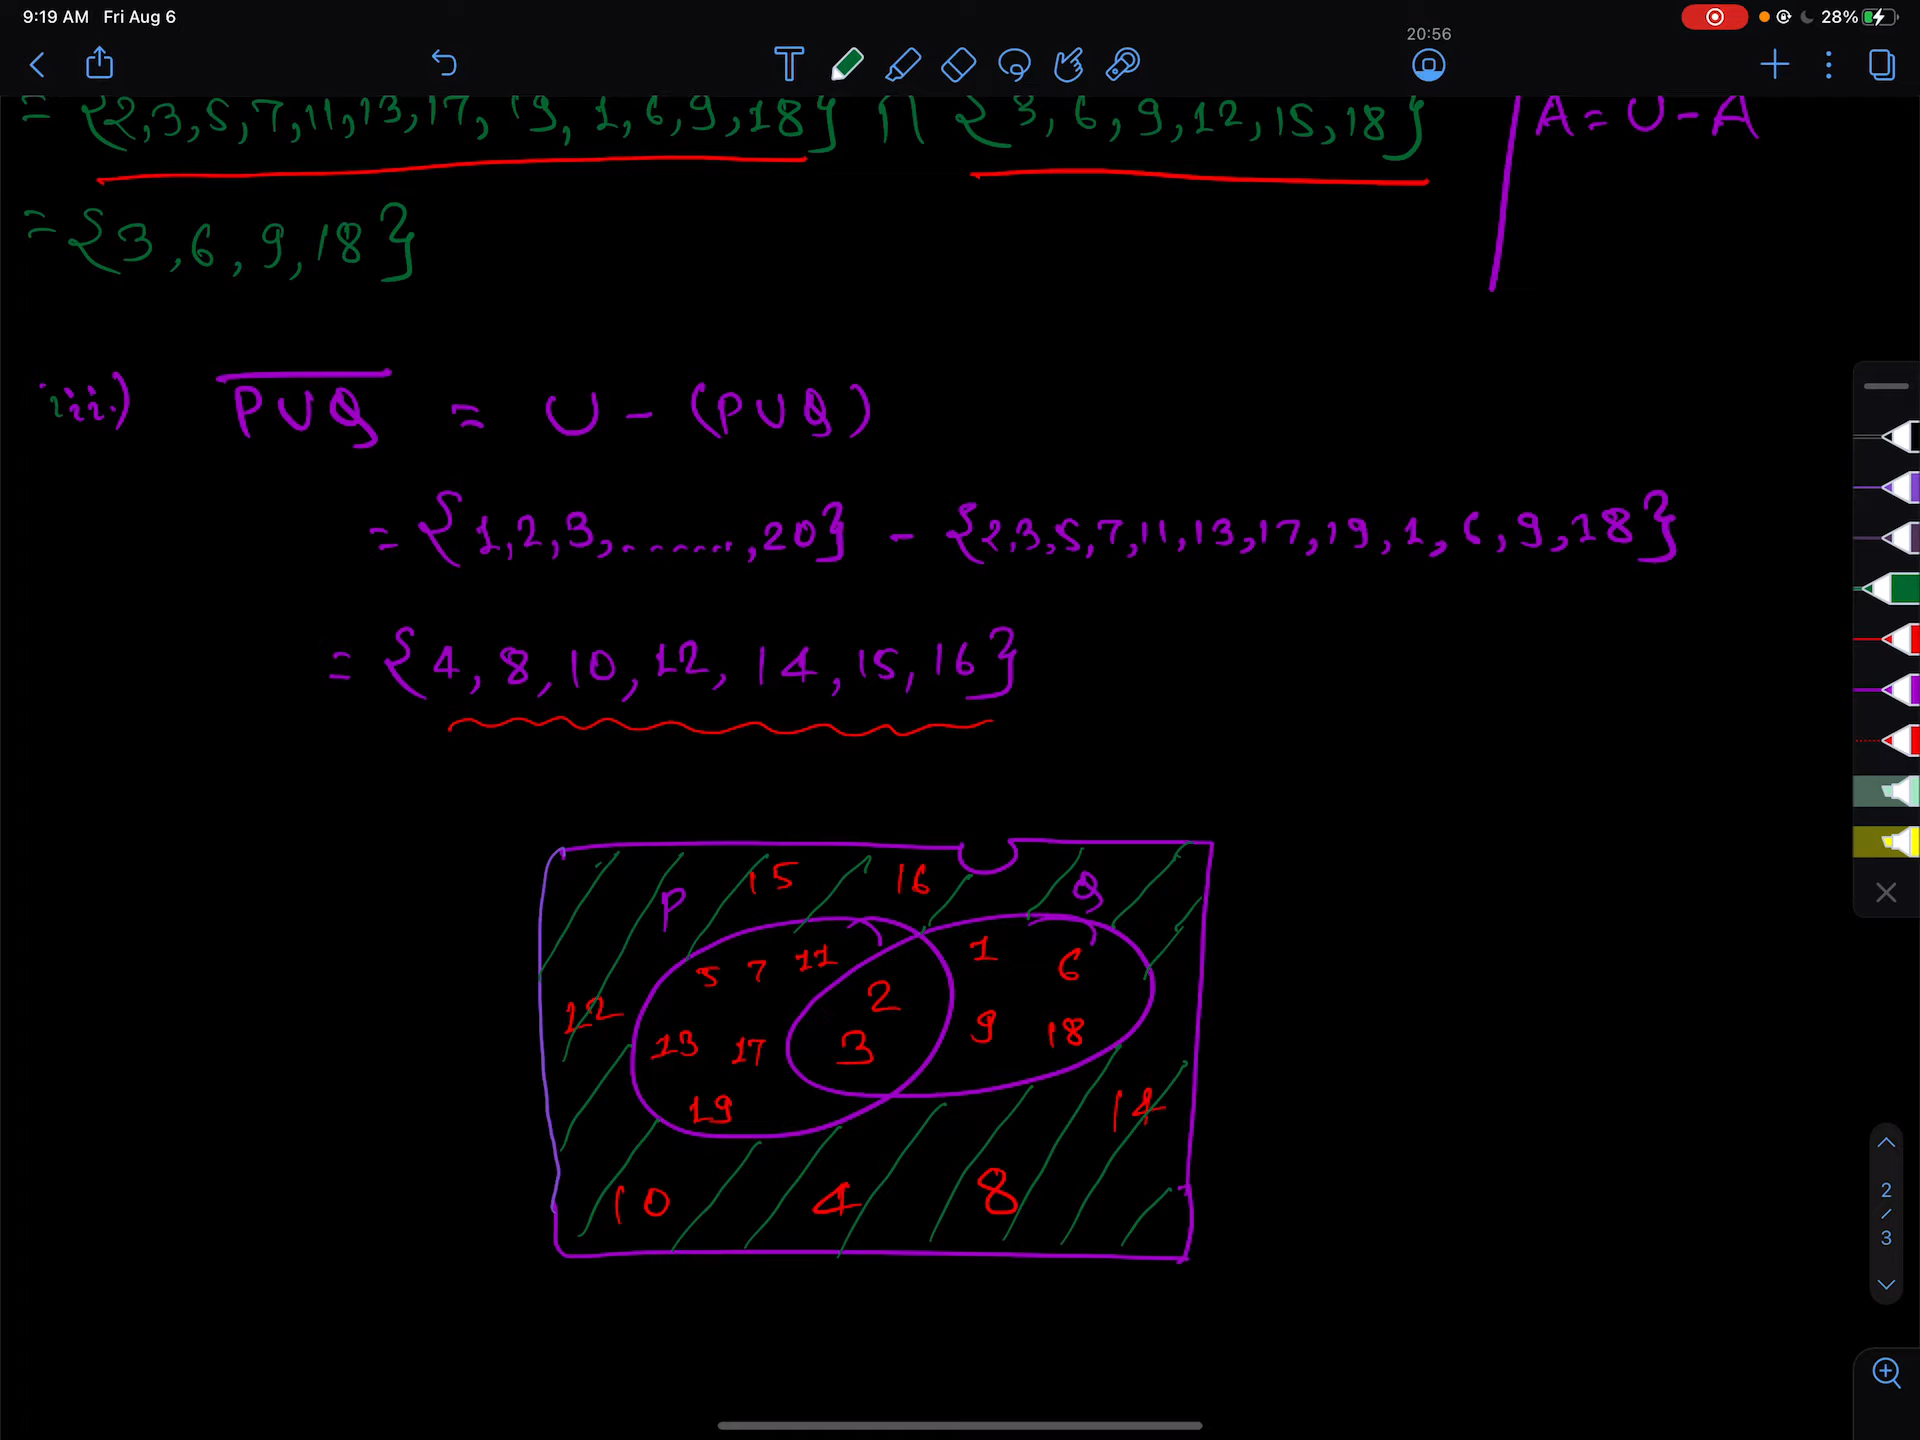 9:19 AM Fri Aug 6
28%
20:56
= {2,3,5,7,11,13,17,19,1,6,9,18} ∩ {3,6,9,12,15,18}
A = U - A
= {3,6,9,18}
iii.) P∪Q̅ = U - (P∪Q)
= {1,2,3,.......,20} - {2,3,5,7,11,13,17,19,1,6,9,18}
= {4,8,10,12,14,15,16}
U
P 15 16 Q
5 7 11 1 6
2
12
13 17 3 9 18
19 14
10 4 8
2
/
3